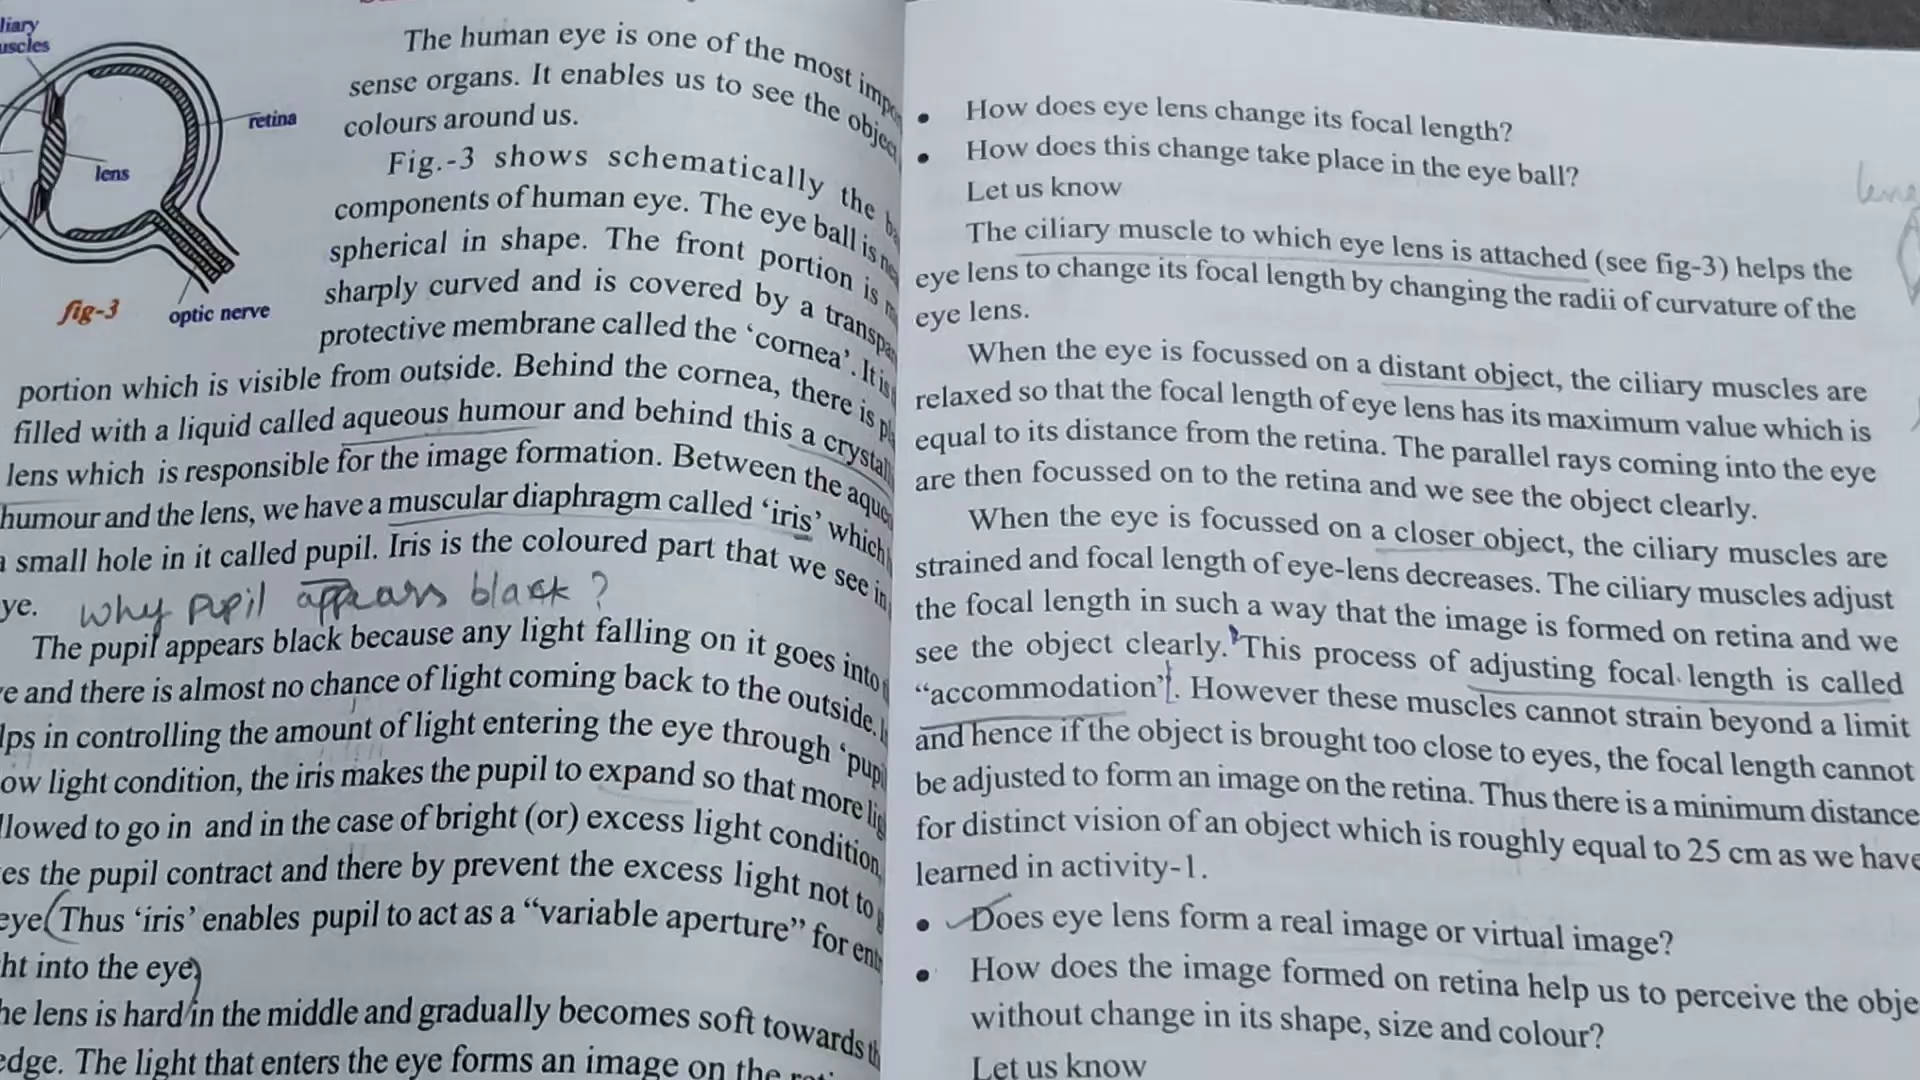 retina
lens
fig-3
optic nerve
The human eye is one of the most
sense organs. It enables us to see the
colours around us.
Fig.-3 shows schematically the
components of human eye. The eye ball is
spherical in shape. The front portion is
sharply curved and is covered by a
protective membrane called the ‘cornea’. It is
portion which is visible from outside. Behind the cornea, there is
filled with a liquid called aqueous humour and behind this a
lens which is responsible for the image formation. Between the
humour and the lens, we have a muscular diaphragm called ‘iris’ which
a small hole in it called pupil. Iris is the coloured part that we see in
ye.
why pupil appears black ?
The pupil appears black because any light falling on it goes into
e and there is almost no chance of light coming back to the outside.
lps in controlling the amount of light entering the eye through ‘
ow light condition, the iris makes the pupil to expand so that more
llowed to go in and in the case of bright (or) excess light condition,
es the pupil contract and there by prevent the excess light not to
eye (Thus ‘iris’ enables pupil to act as a “variable aperture” for
ht into the eye)
he lens is hard in the middle and gradually becomes soft towards
edge. The light that enters the eye forms an image on the
• How does eye lens change its focal length?
• How does this change take place in the eye ball?
Let us know
The ciliary muscle to which eye lens is attached (see fig-3) helps the
eye lens to change its focal length by changing the radii of curvature of the
eye lens.
When the eye is focussed on a distant object, the ciliary muscles are
relaxed so that the focal length of eye lens has its maximum value which is
equal to its distance from the retina. The parallel rays coming into the eye
are then focussed on to the retina and we see the object clearly.
When the eye is focussed on a closer object, the ciliary muscles are
strained and focal length of eye-lens decreases. The ciliary muscles adjust
the focal length in such a way that the image is formed on retina and we
see the object clearly. This process of adjusting focal length is called
“accommodation”. However these muscles cannot strain beyond a limit
and hence if the object is brought too close to eyes, the focal length cannot
be adjusted to form an image on the retina. Thus there is a minimum distance
for distinct vision of an object which is roughly equal to 25 cm as we have
learned in activity-1.
• Does eye lens form a real image or virtual image?
• How does the image formed on retina help us to perceive the obje
without change in its shape, size and colour?
Let us know